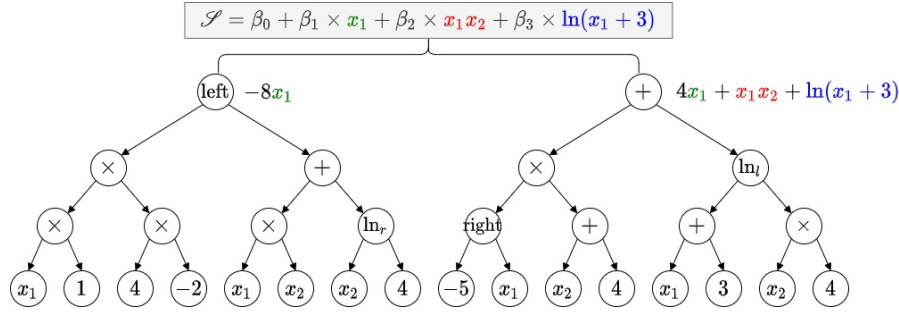 𝒮 = β₀ + β₁ × x₁ + β₂ × x₁x₂ + β₃ × ln(x₁ + 3)
left −8x₁ + 4x₁ + x₁x₂ + ln(x₁ + 3)
× + × lnₗ
× × × lnᵣ right + + ×
x₁ 1 4 −2 x₁ x₂ x₂ 4 −5 x₁ x₂ 4 x₁ 3 x₂ 4